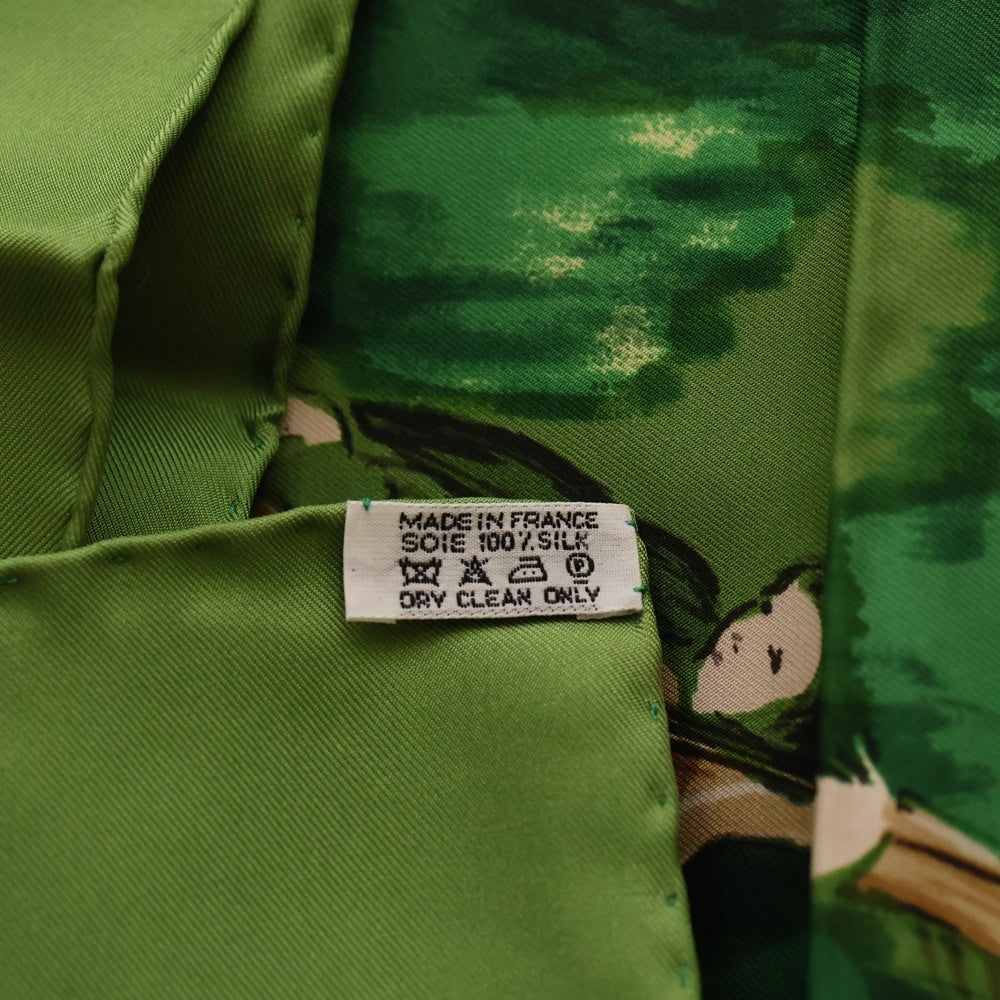 MADE IN FRANCE
SOIE 100% SILK
P
DRY CLEAN ONLY